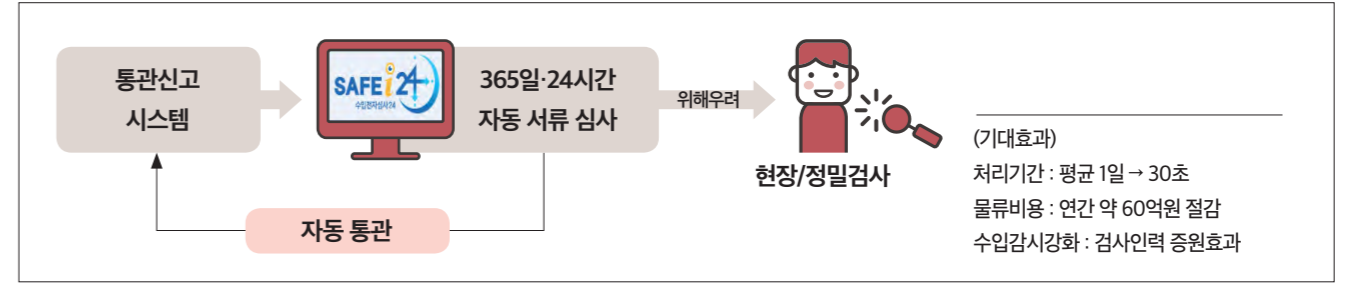 통관신고
시스템
SAFEi24
수입전자심사24
365일·24시간
자동 서류 심사
위해우려
현장/정밀검사
자동 통관
(기대효과)
처리기간 : 평균 1일 → 30초
물류비용 : 연간 약 60억원 절감
수입감시강화 : 검사인력 증원효과